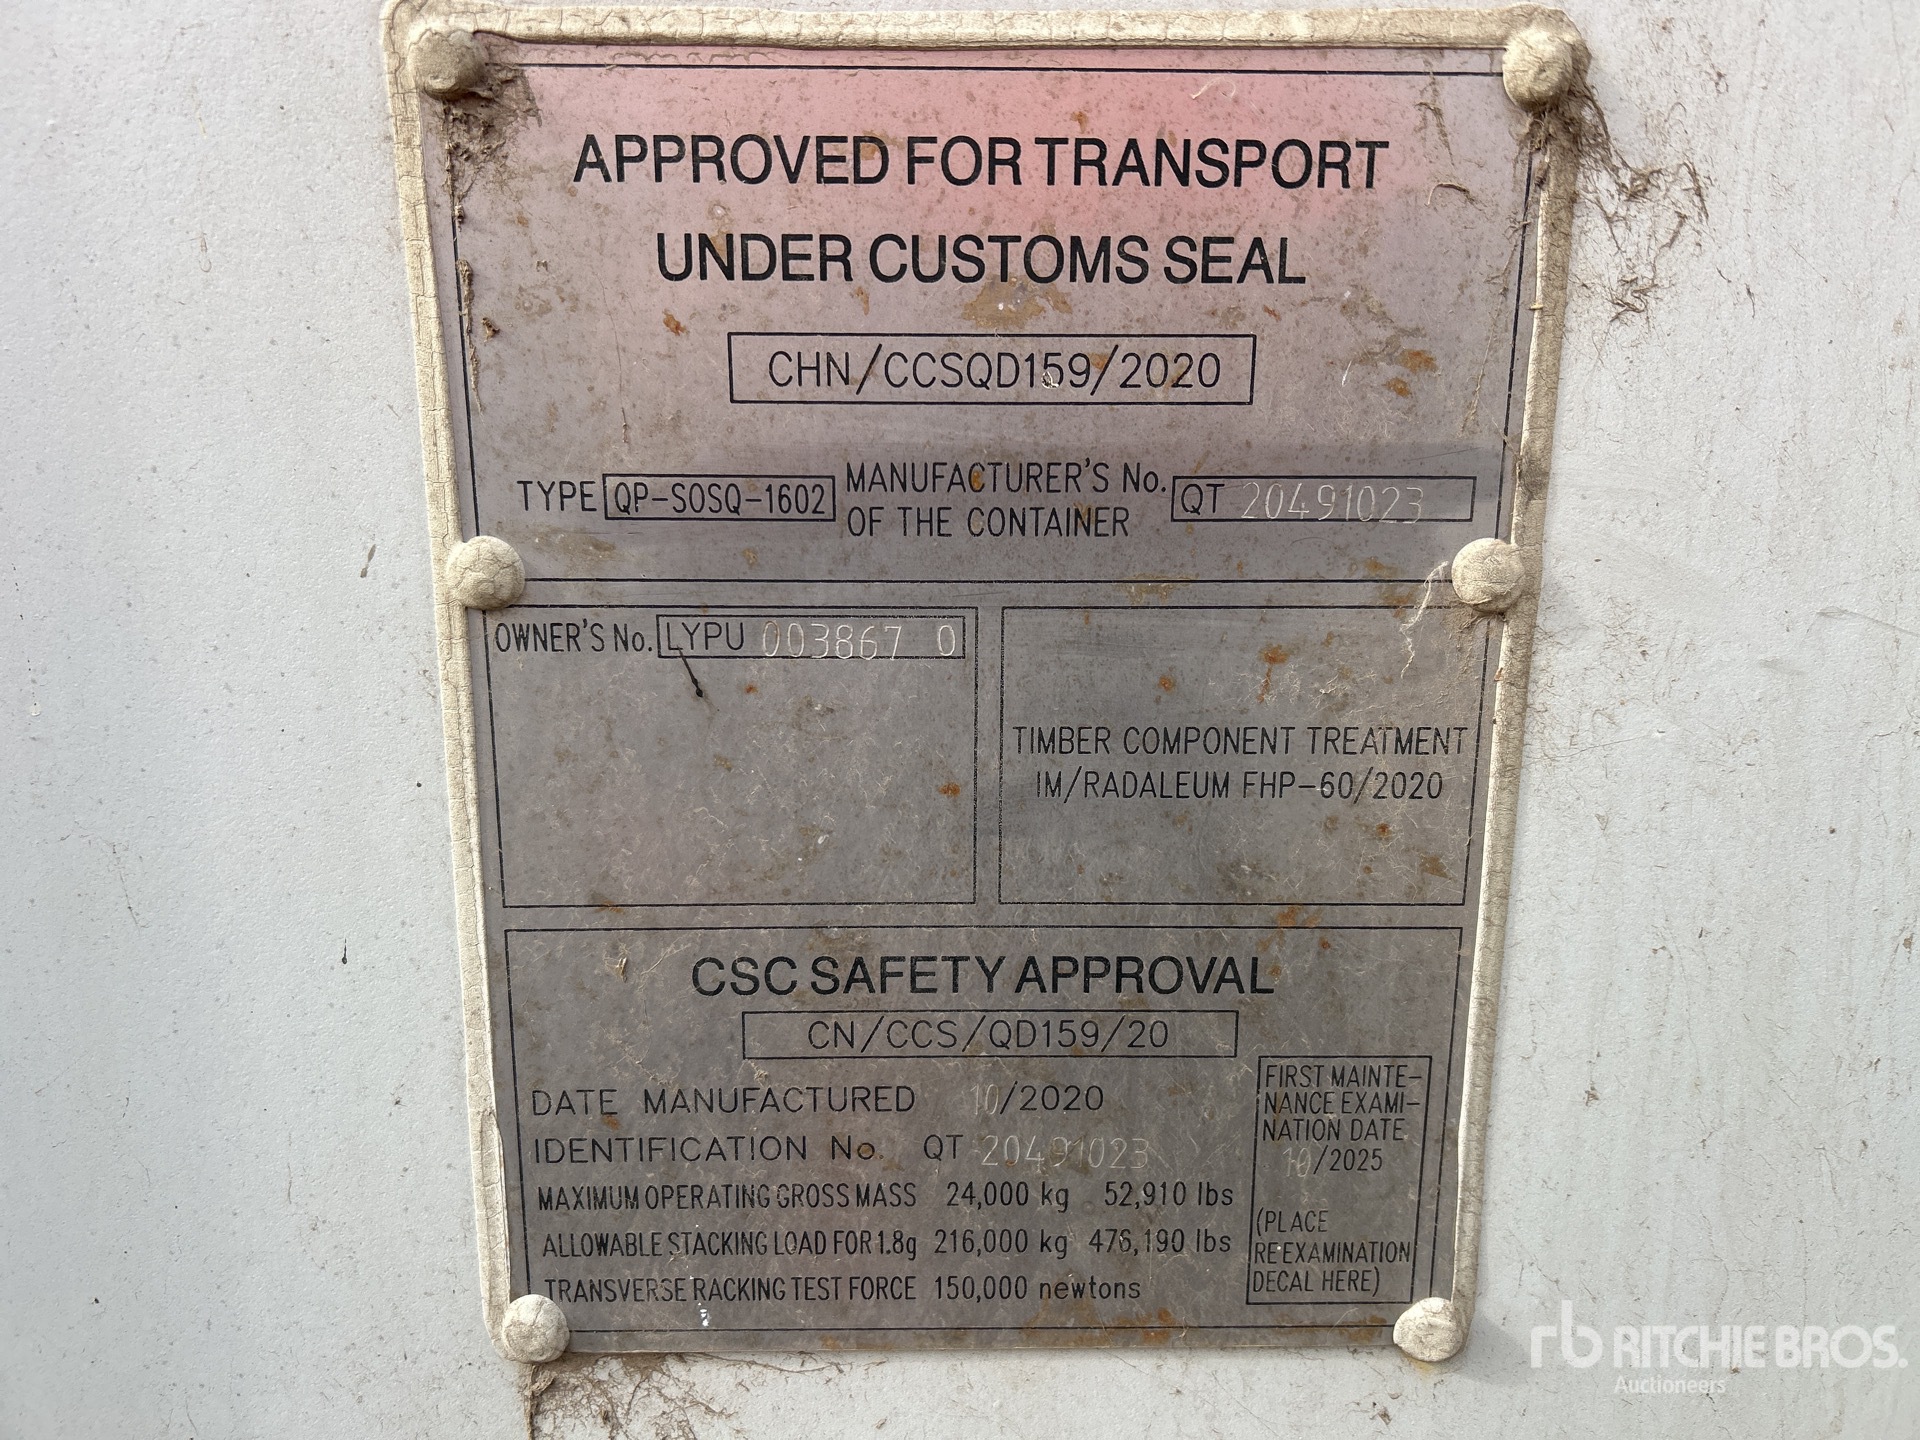 APPROVED FOR TRANSPORT
UNDER CUSTOMS SEAL
CHN/CCSQD159/2020
TYPE QP-SOSQ-1602 MANUFACTURER'S No. OF THE CONTAINER QT 20491023
OWNER'S No. LYPU 003867 0
TIMBER COMPONENT TREATMENT
IM/RADALEUM FHP-60/2020
CSC SAFETY APPROVAL
CN/CCS/QD159/20
DATE MANUFACTURED 10/2020
IDENTIFICATION No. QT 20491023
MAXIMUM OPERATING GROSS MASS 24,000 kg 52,910 lbs
ALLOWABLE STACKING LOAD FOR 1.8g 216,000 kg 476,190 lbs
TRANSVERSE RACKING TEST FORCE 150,000 newtons
FIRST MAINTE-
NANCE EXAMI-
NATION DATE
10/2025
(PLACE
REEXAMINATION
DECAL HERE)
rb RITCHIE BROS.
Auctioneers